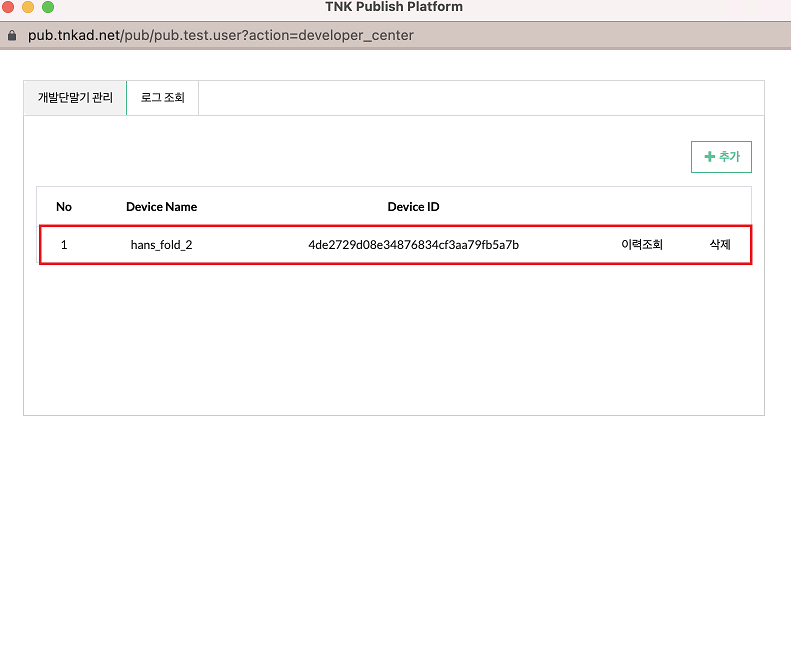 TNK Publish Platform
pub.tnkad.net/pub/pub.test.user?action=developer_center
개발단말기 관리 로그 조회
+ 추가
No Device Name Device ID
1 hans_fold_2 4de2729d08e34876834cf3aa79fb5a7b 이력조회 삭제